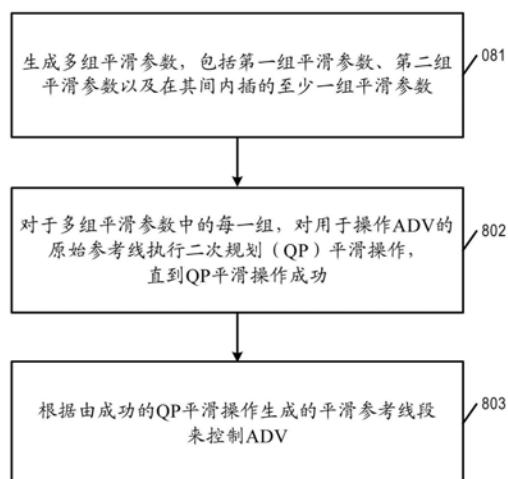 生成多组平滑参数，包括第一组平滑参数、第二组
平滑参数以及在其间内插的至少一组平滑参数
081
对于多组平滑参数中的每一组，对用于操作ADV的
原始参考线执行二次规划（QP）平滑操作，
直到QP平滑操作成功
802
根据由成功的QP平滑操作生成的平滑参考线段
来控制ADV
803